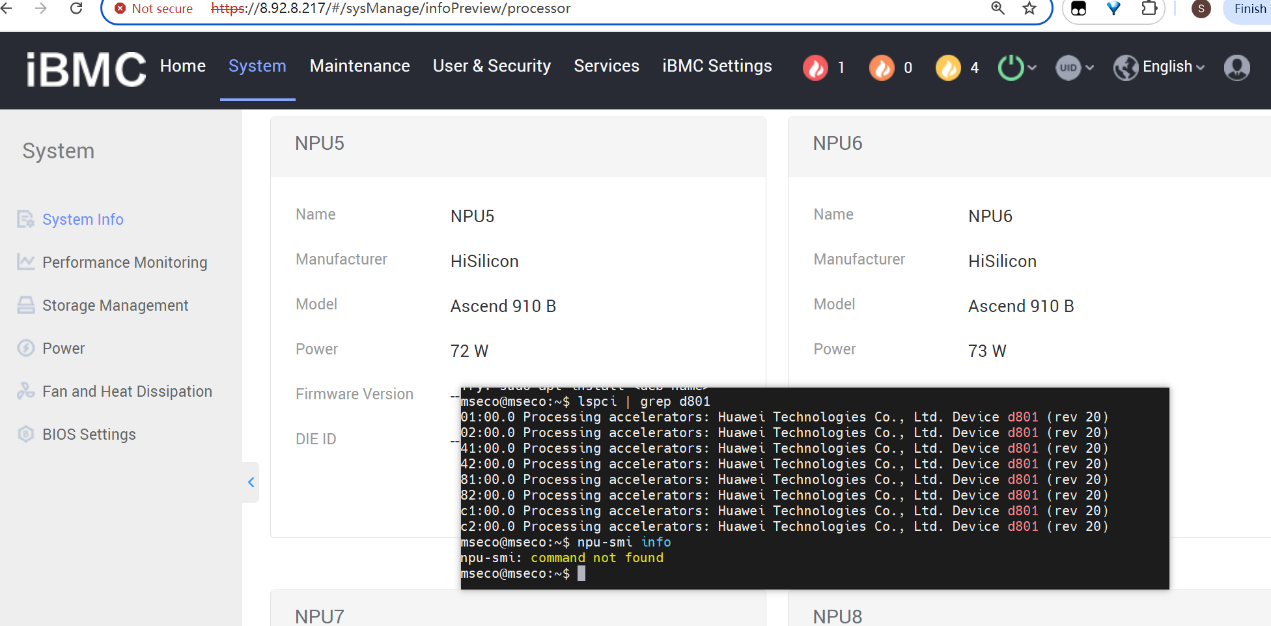 Not secure https://8.92.8.217/#/sysManage/infoPreview/processor S Finish
iBMC Home System Maintenance User & Security Services iBMC Settings 1 0 4 UID English
System
System Info
Performance Monitoring
Storage Management
Power
Fan and Heat Dissipation
BIOS Settings
NPU5
Name NPU5
Manufacturer HiSilicon
Model Ascend 910 B
Power 72 W
Firmware Version --
DIE ID --
NPU6
Name NPU6
Manufacturer HiSilicon
Model Ascend 910 B
Power 73 W
Try: sudo apt install <deb name>
mseco@mseco:~$ lspci | grep d801
01:00.0 Processing accelerators: Huawei Technologies Co., Ltd. Device d801 (rev 20)
02:00.0 Processing accelerators: Huawei Technologies Co., Ltd. Device d801 (rev 20)
41:00.0 Processing accelerators: Huawei Technologies Co., Ltd. Device d801 (rev 20)
42:00.0 Processing accelerators: Huawei Technologies Co., Ltd. Device d801 (rev 20)
81:00.0 Processing accelerators: Huawei Technologies Co., Ltd. Device d801 (rev 20)
82:00.0 Processing accelerators: Huawei Technologies Co., Ltd. Device d801 (rev 20)
c1:00.0 Processing accelerators: Huawei Technologies Co., Ltd. Device d801 (rev 20)
c2:00.0 Processing accelerators: Huawei Technologies Co., Ltd. Device d801 (rev 20)
mseco@mseco:~$ npu-smi info
npu-smi: command not found
mseco@mseco:~$
NPU7
NPU8